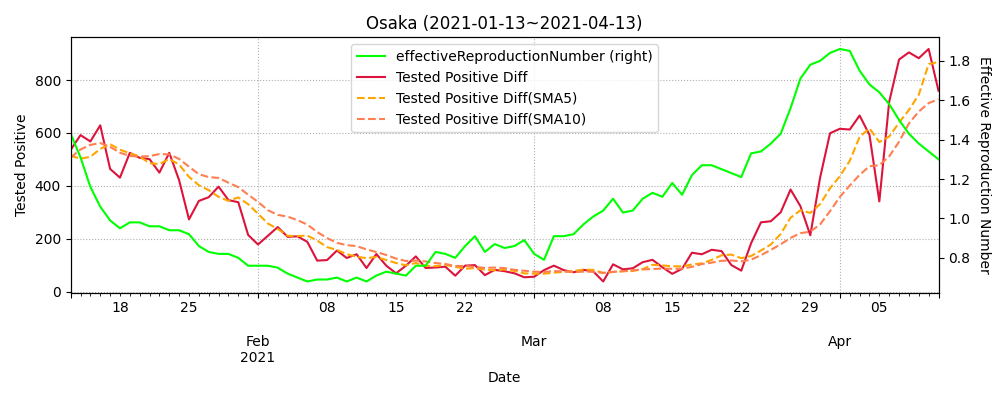 Osaka (2021-01-13~2021-04-13)
effectiveReproductionNumber (right)
Tested Positive Diff
Tested Positive Diff(SMA5)
Tested Positive Diff(SMA10)
Tested Positive
800
600
400
200
0
1.8
1.6
1.4
1.2
1.0
0.8
Effective Reproduction Number
18 25 08 15 22 08 15 22 29 05
Feb Mar Apr
2021
Date